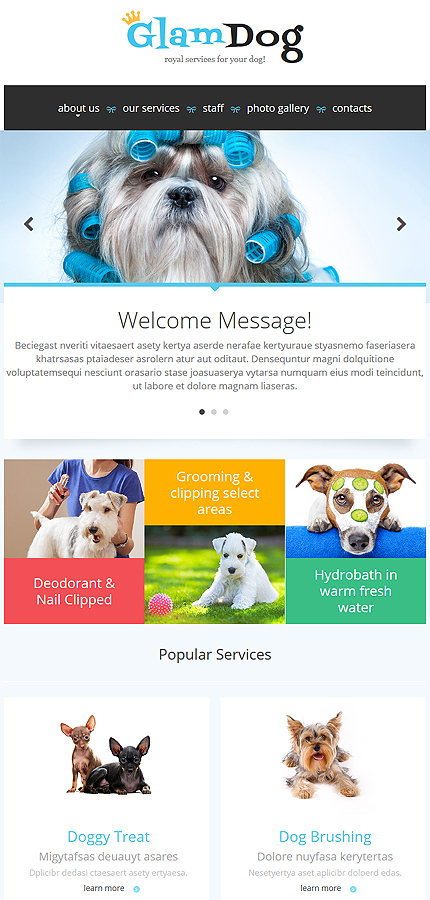 GlamDog
royal services for your dog!
about us our services staff photo gallery contacts
Welcome Message!
Beciegast nveriti vitaesaert asety kertya aserde nerafae kertyuraue styasnemo faseriasera
khatrsasas ptaiadeser asrolern atur aut oditaut. Densequntur magni dolquitione
voluptatemsequi nesciunt orasario stase joasuaserya vytarsa numquam eius modi teincidunt,
ut labore et dolore magnam liaseras.
Grooming &
clipping select
areas
Deodorant &
Nail Clipped
Hydrobath in
warm fresh
water
Popular Services
Doggy Treat
Migytafsas deuauyt asares
Dplicibr dedasi ctaesaert asety ertyaesa.
learn more
Dog Brushing
Dolore nuyfasa kerytertas
Nesetyertya aset aplicibr doloerd edas.
learn more